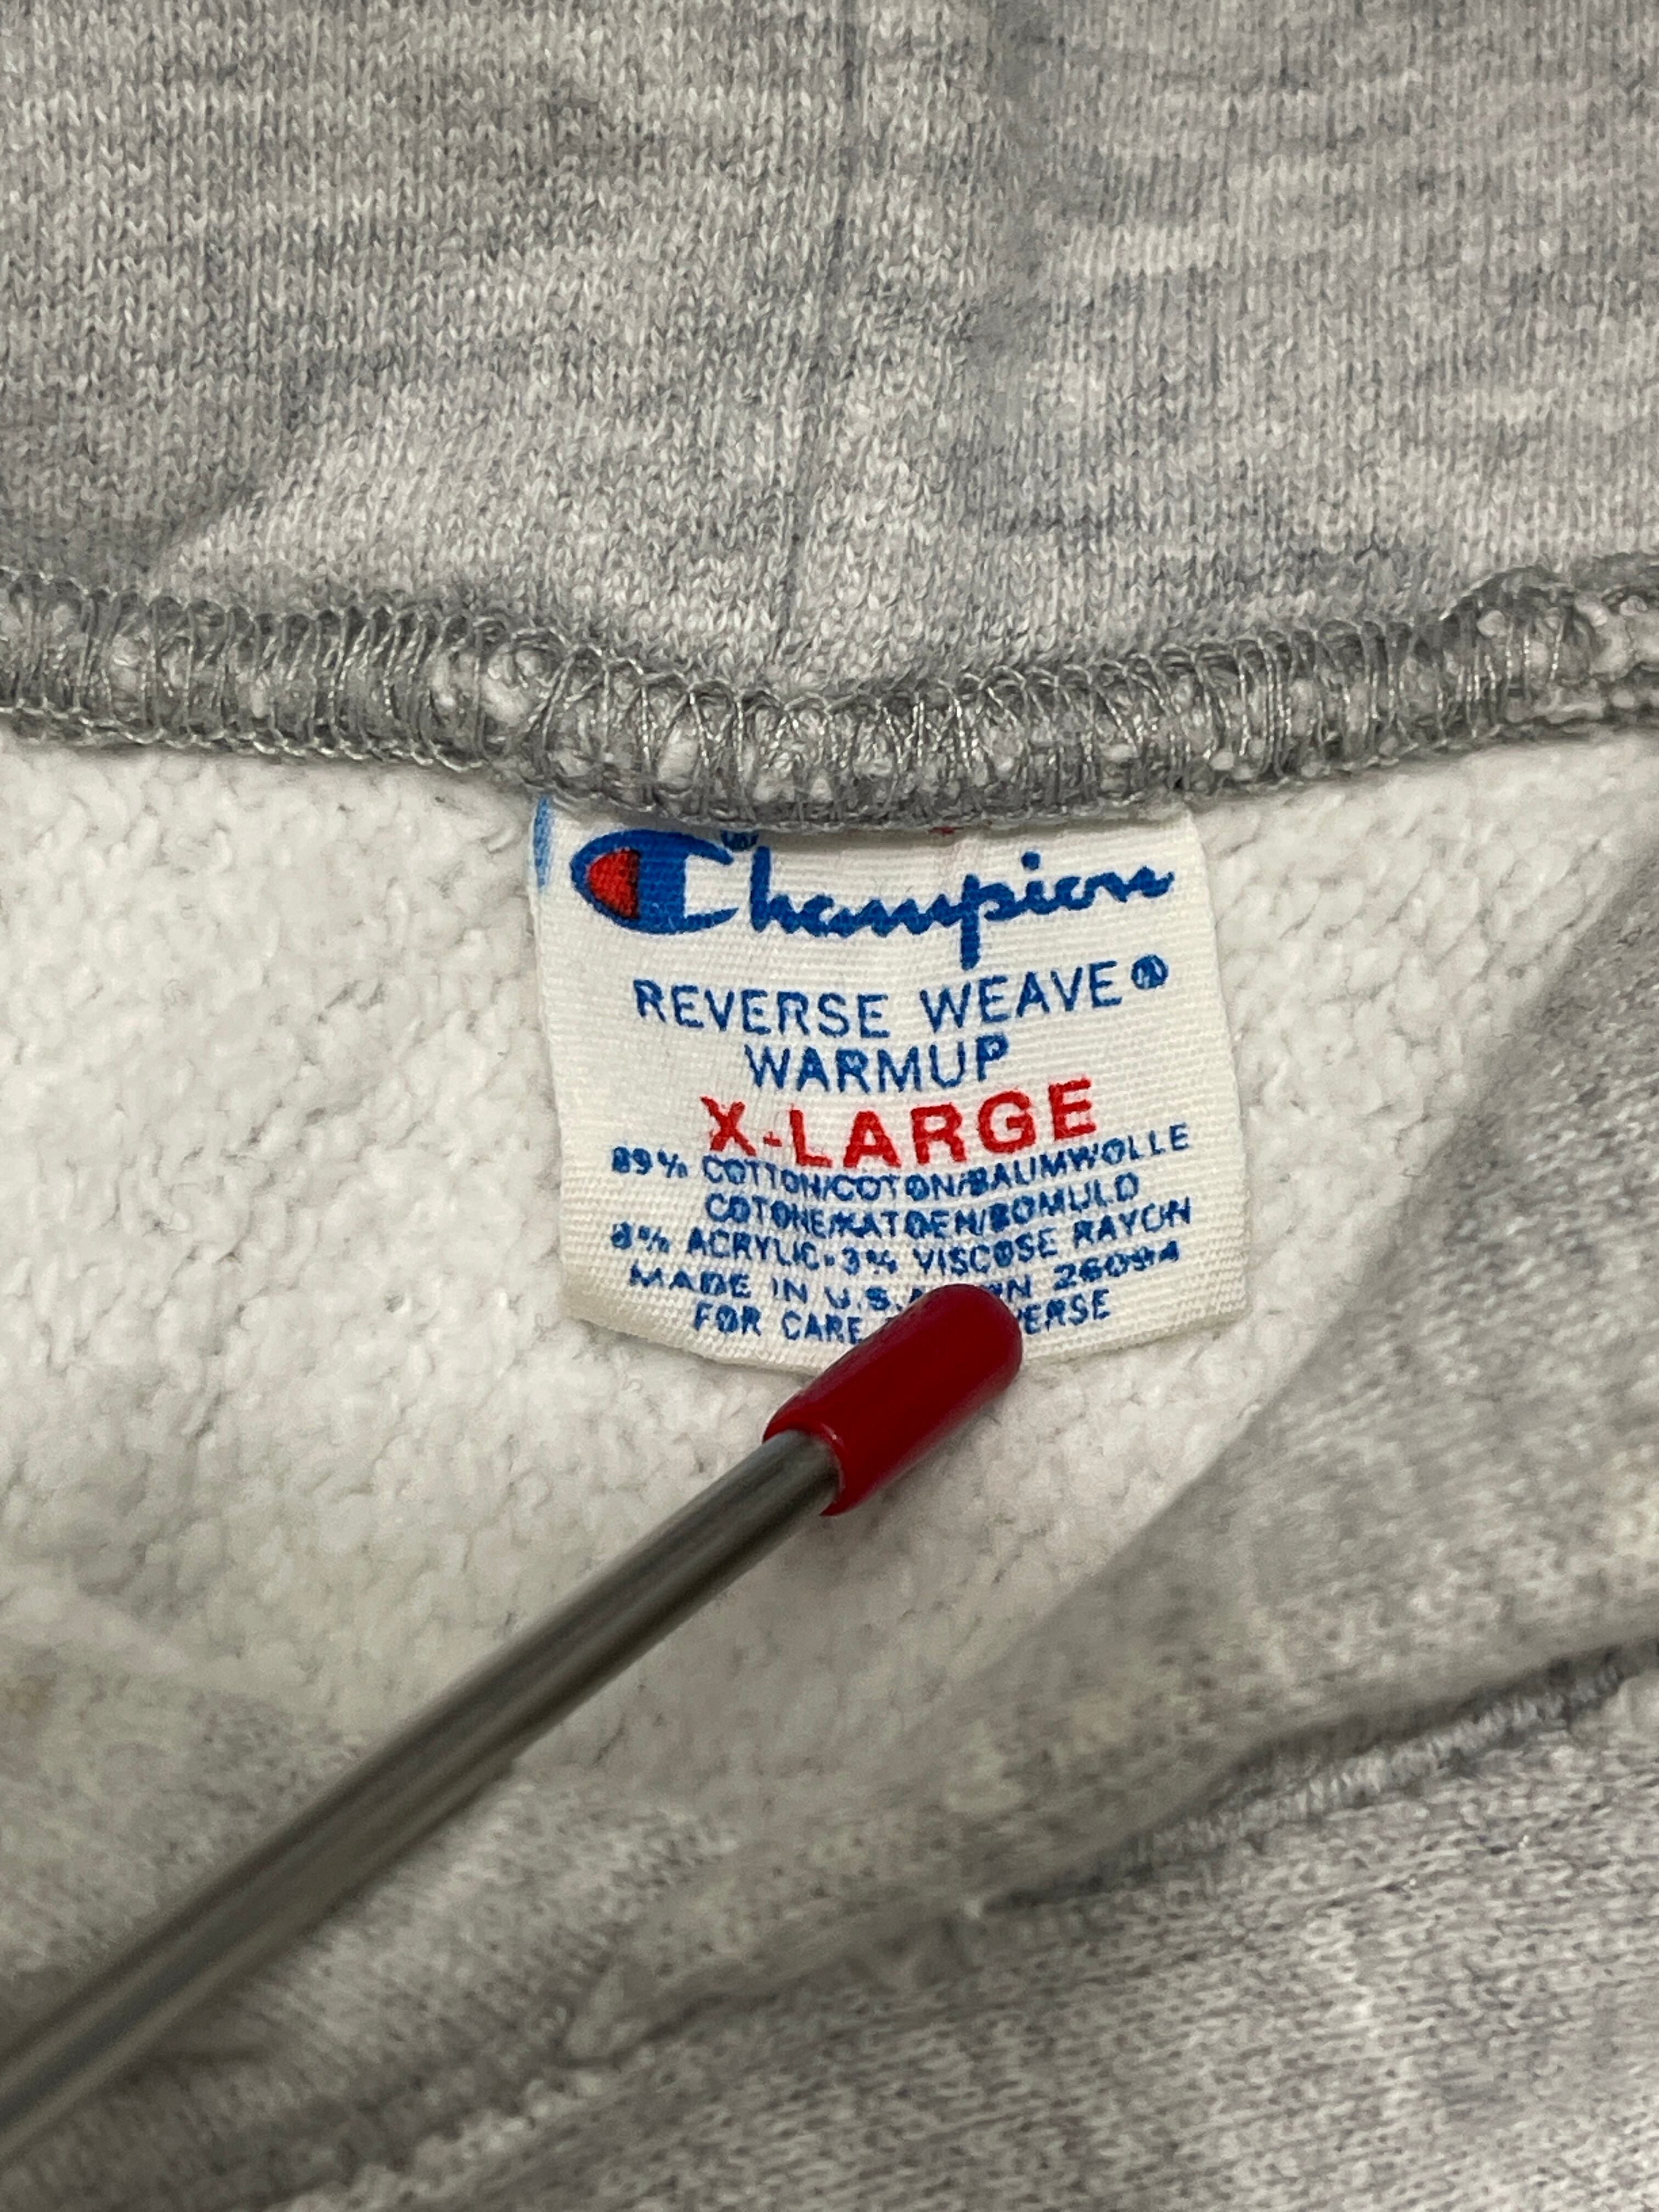 Champion®
REVERSE WEAVE®
WARMUP
X-LARGE
89% COTTON/COTON/BAUMWOLLE
COTONE/KATOEN/BOMULD
8% ACRYLIC•3% VISCOSE RAYON
MADE IN U.S. 26094
FOR CARE